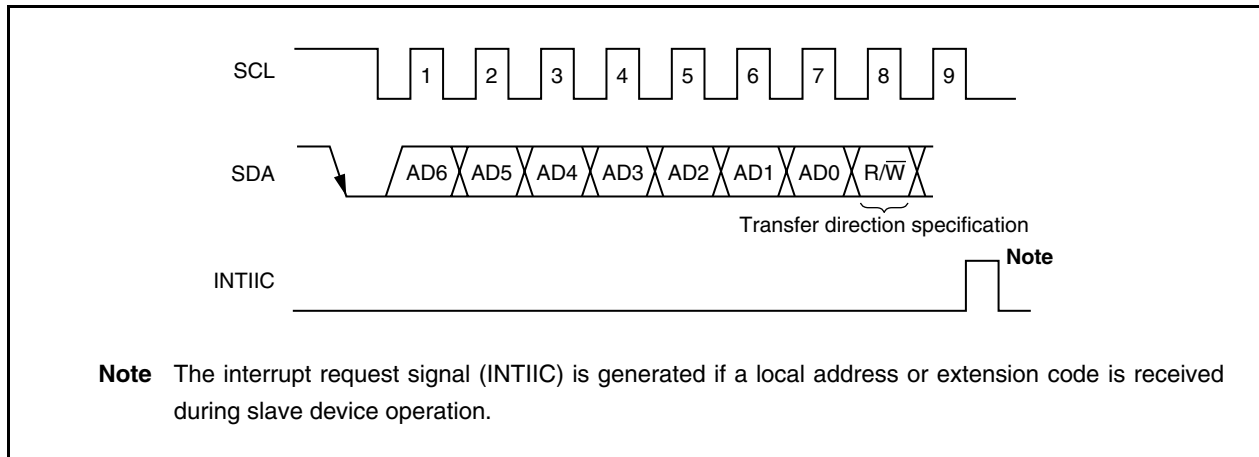 SCL 1 2 3 4 5 6 7 8 9
SDA AD6 AD5 AD4 AD3 AD2 AD1 AD0 R/W̅
Transfer direction specification
Note
INTIIC
Note The interrupt request signal (INTIIC) is generated if a local address or extension code is received
during slave device operation.